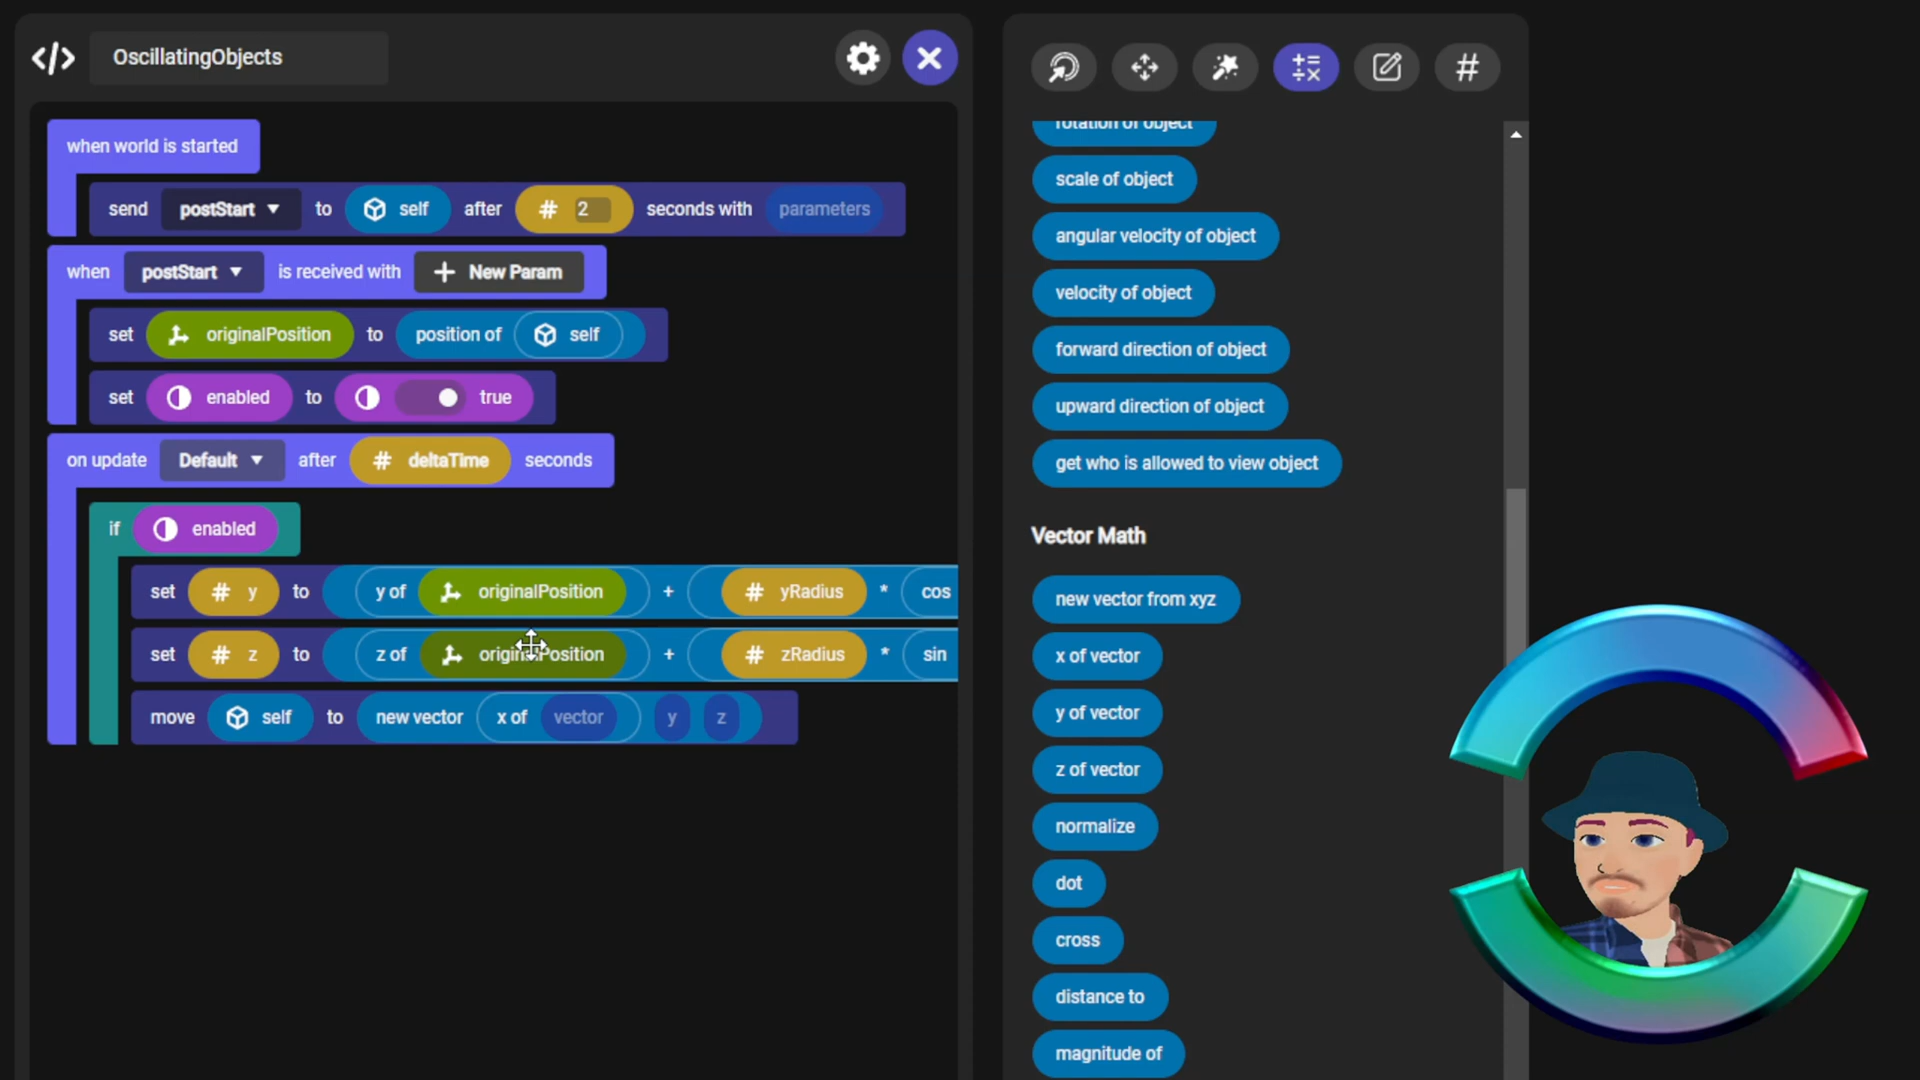 OscillatingObjects
when world is started
send postStart to self after # 2 seconds with parameters
when postStart is received with + New Param
set originalPosition to position of self
set enabled to true
on update Default after # deltaTime seconds
if enabled
set # y to y of originalPosition + # yRadius * cos
set # z to z of originalPosition + # zRadius * sin
move self to new vector x of vector y z
#
rotation of object
scale of object
angular velocity of object
velocity of object
forward direction of object
upward direction of object
get who is allowed to view object
Vector Math
new vector from xyz
x of vector
y of vector
z of vector
normalize
dot
cross
distance to
magnitude of